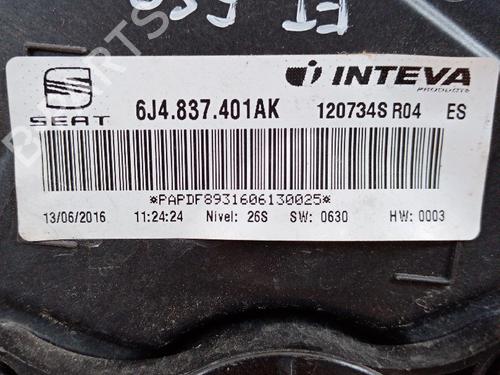 SEAT
6J4.837.401AK
INTEVA
PRODUCTS
120734S R04 ES
*PAPDF8931606130025*
13/06/2016 11:24:24 Nivel: 26S SW: 0630 HW: 0003